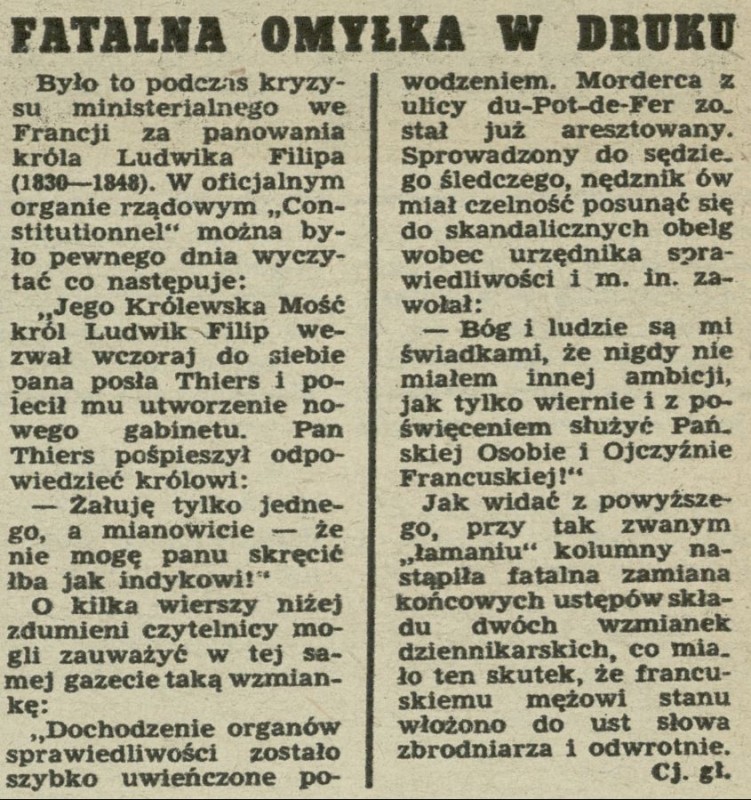 FATALNA OMYŁKA W DRUKU
Było to podczas kryzy-
su ministerialnego we
Francji za panowania
króla Ludwika Filipa
(1830—1848). W oficjalnym
organie rządowym „Con-
stitutionnel“ można by-
ło pewnego dnia wyczy-
tać co następuje:
„Jego Królewska Mość
król Ludwik Filip we-
zwał wczoraj do siebie
pana posła Thiers i po-
lecił mu utworzenie no-
wego gabinetu. Pan
Thiers pośpieszył odpo-
wiedzieć królowi:
— Żałuję tylko jedne-
go, a mianowicie — że
nie mogę panu skręcić
łba jak indykowi!“
O kilka wierszy niżej
zdumieni czytelnicy mo-
gli zauważyć w tej sa-
mej gazecie taką wzmian-
kę:
„Dochodzenie organów
sprawiedliwości zostało
szybko uwieńczone po-
wodzeniem. Morderca z
ulicy du-Pot-de-Fer zo-
stał już aresztowany.
Sprowadzony do sędzie-
go śledczego, nędznik ów
miał czelność posunąć się
do skandalicznych obelg
wobec urzędnika spra-
wiedliwości i m. in. za-
wołał:
— Bóg i ludzie są mi
świadkami, że nigdy nie
miałem innej ambicji,
jak tylko wiernie i z po-
święceniem służyć Pań-
skiej Osobie i Ojczyźnie
Francuskiej!“
Jak widać z powyższe-
go, przy tak zwanym
„łamaniu“ kolumny na-
stąpiła fatalna zamiana
końcowych ustępów skła-
du dwóch wzmianek
dziennikarskich, co mia-
ło ten skutek, że francu-
skiemu mężowi stanu
włożono do ust słowa
zbrodniarza i odwrotnie.
Cj. gł.